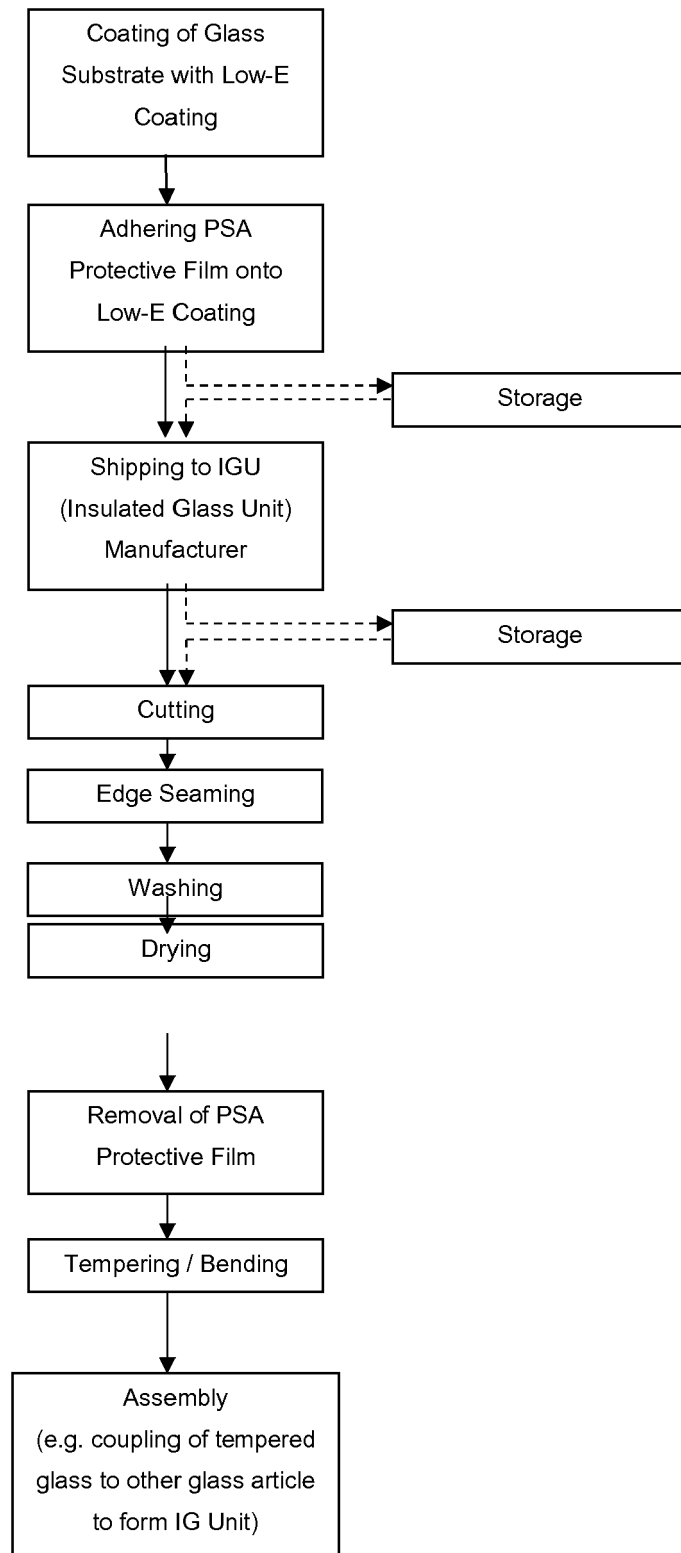 Coating of Glass
Substrate with Low-E
Coating
Adhering PSA
Protective Film onto
Low-E Coating
Storage
Shipping to IGU
(Insulated Glass Unit)
Manufacturer
Storage
Cutting
Edge Seaming
Washing
Drying
Removal of PSA
Protective Film
Tempering / Bending
Assembly
(e.g. coupling of tempered
glass to other glass article
to form IG Unit)